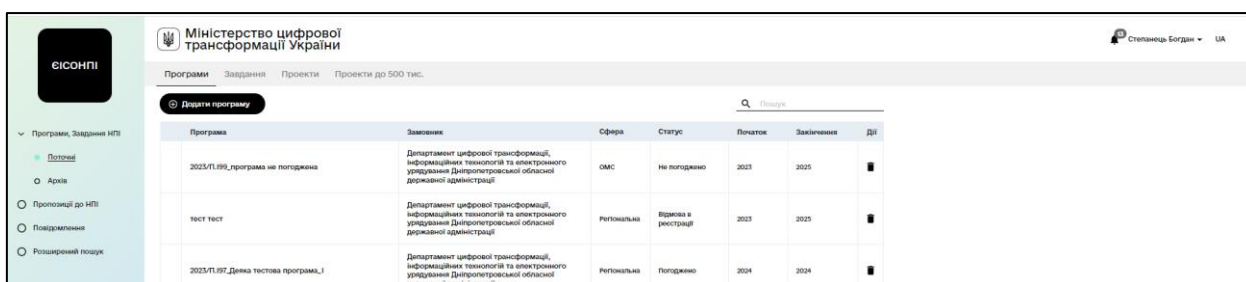 ЄІСОНПІ
Міністерство цифрової
трансформації України
Степанець Богдан
UA
Програми Завдання Проекти Проекти до 500 тис.
Додати програму
Пошук
Програми, Завдання НПІ
Поточні
Архів
Пропозиції до НПІ
Повідомлення
Розширений пошук
Програма Замовник Сфера Статус Початок Закінчення Дії
2023/П.199_програма не погоджена
Департамент цифрової трансформації,
інформаційних технологій та електронного
урядування Дніпропетровської обласної
державної адміністрації
ОМС
Не погоджено
2023
2025
тест тест
Департамент цифрової трансформації,
інформаційних технологій та електронного
урядування Дніпропетровської обласної
державної адміністрації
Регіональна
Відмова в
реєстрації
2023
2025
2023/П.197_Деяка тестова програма_1
Департамент цифрової трансформації,
інформаційних технологій та електронного
урядування Дніпропетровської обласної
Регіональна
Погоджено
2024
2024